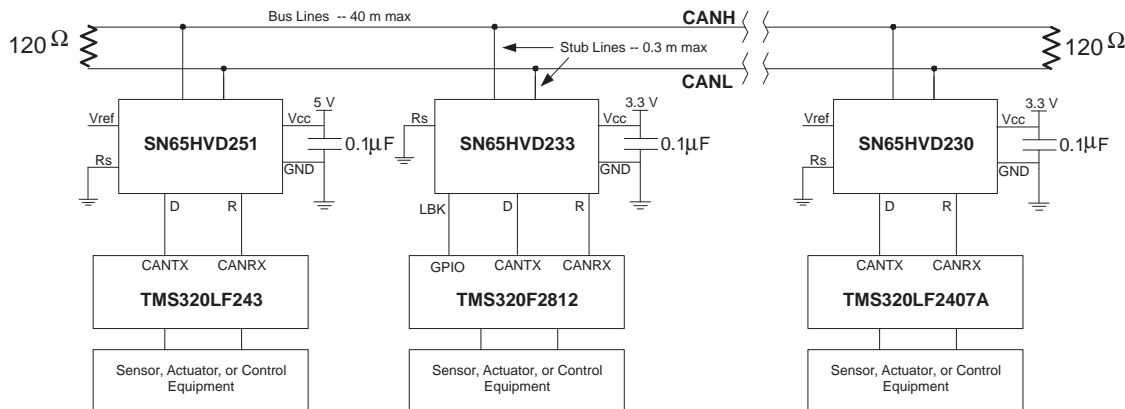 Bus Lines -- 40 m max
CANH
120 Ω
Stub Lines -- 0.3 m max
120 Ω
CANL
5 V
Vref
Vcc
SN65HVD251
0.1µF
Rs
GND
D
R
3.3 V
Rs
Vcc
SN65HVD233
0.1µF
GND
LBK
D
R
3.3 V
Vref
Vcc
SN65HVD230
0.1µF
Rs
GND
D
R
CANTX
CANRX
TMS320LF243
GPIO
CANTX
CANRX
TMS320F2812
CANTX
CANRX
TMS320LF2407A
Sensor, Actuator, or Control
Equipment
Sensor, Actuator, or Control
Equipment
Sensor, Actuator, or Control
Equipment